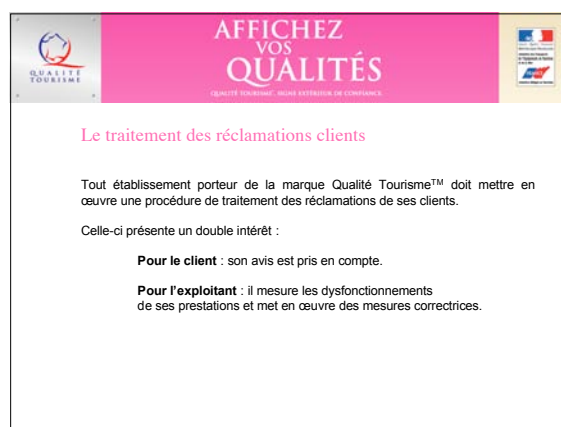 AFFICHEZ
VOS
QUALITÉS
QUALITÉ TOURISME, SIGNE EXTÉRIEUR DE CONFIANCE.
QUALITÉ
TOURISME
Le traitement des réclamations clients
Tout établissement porteur de la marque Qualité Tourisme™ doit mettre en
œuvre une procédure de traitement des réclamations de ses clients.
Celle-ci présente un double intérêt :
Pour le client : son avis est pris en compte.
Pour l'exploitant : il mesure les dysfonctionnements
de ses prestations et met en œuvre des mesures correctrices.